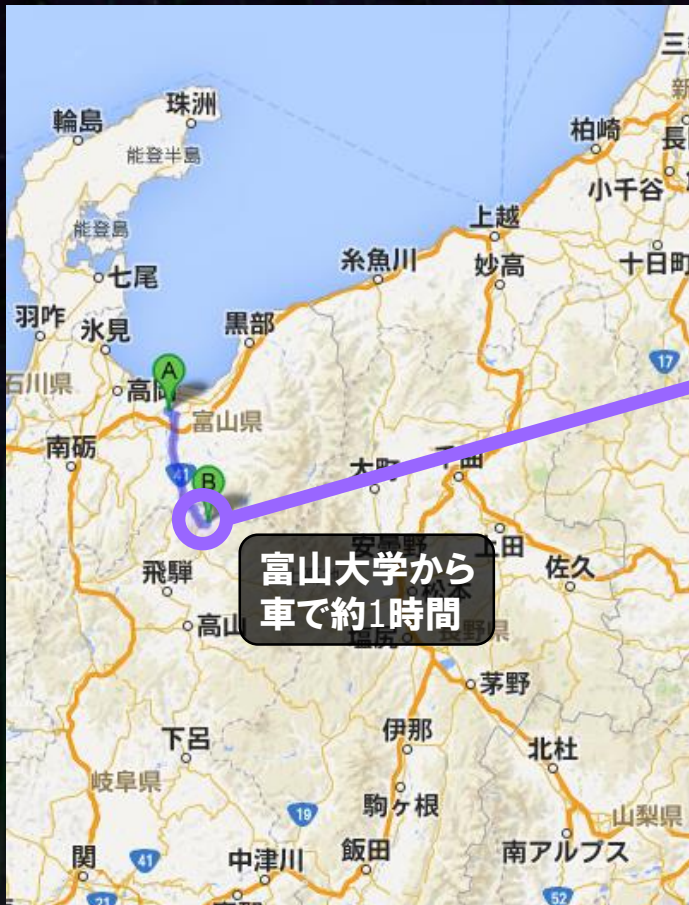 三
新
珠洲
輪島
柏崎
長
能登半島
小千谷
能登島
上越
糸魚川
妙高
十日町
七尾
羽咋
氷見
黒部
17
A
石川県
高岡
富山県
南砺
大町
千曲
41
B
安曇野
上田
富山大学から
車で約1時間
佐久
飛騨
松本
高山
塩尻
長野県
茅野
下呂
伊那
北杜
岐阜県
駒ヶ根
19
山梨県
関
41
中津川
飯田
南アルプス
21
52